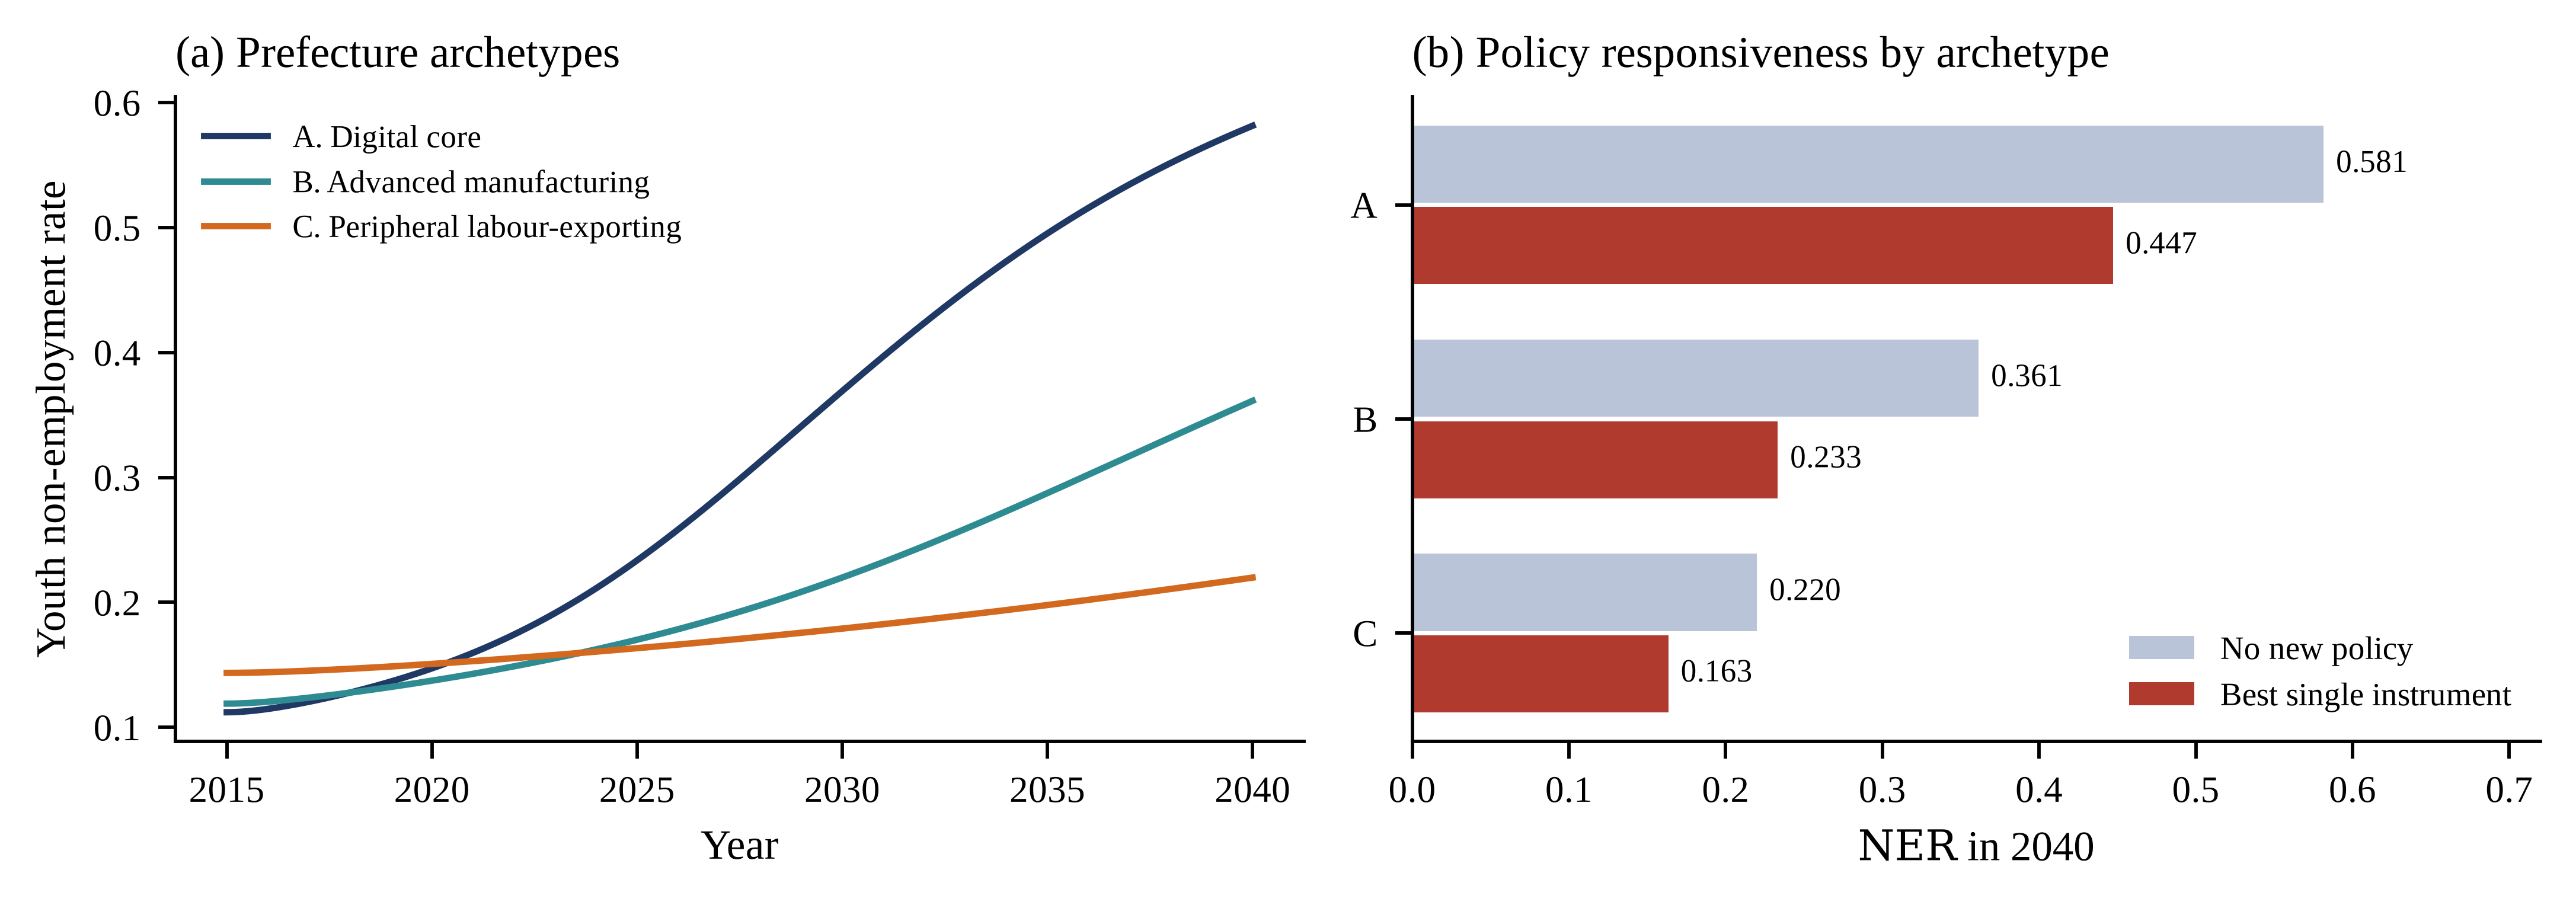 (a) Prefecture archetypes
0.6
0.5
0.4
0.3
0.2
0.1
Youth non-employment rate
A. Digital core
B. Advanced manufacturing
C. Peripheral labour-exporting
2015 2020 2025 2030 2035 2040
Year
(b) Policy responsiveness by archetype
A
B
C
0.581
0.447
0.361
0.233
0.220
0.163
No new policy
Best single instrument
0.0 0.1 0.2 0.3 0.4 0.5 0.6 0.7
NER in 2040